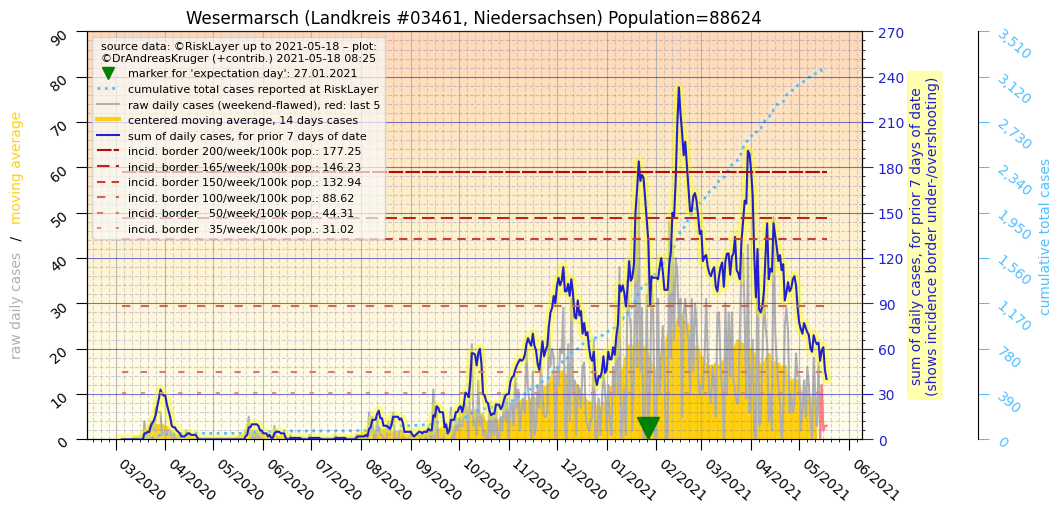 Wesermarsch (Landkreis #03461, Niedersachsen) Population=88624
source data: ©RiskLayer up to 2021-05-18 – plot:
©DrAndreasKruger (+contrib.) 2021-05-18 08:25
marker for 'expectation day': 27.01.2021
cumulative total cases reported at RiskLayer
raw daily cases (weekend-flawed), red: last 5
centered moving average, 14 days cases
sum of daily cases, for prior 7 days of date
incid. border 200/week/100k pop.: 177.25
incid. border 165/week/100k pop.: 146.23
incid. border 150/week/100k pop.: 132.94
incid. border 100/week/100k pop.: 88.62
incid. border 50/week/100k pop.: 44.31
incid. border 35/week/100k pop.: 31.02
raw daily cases / moving average
90
80
70
60
50
40
30
20
10
0
03/2020
04/2020
05/2020
06/2020
07/2020
08/2020
09/2020
10/2020
11/2020
12/2020
01/2021
02/2021
03/2021
04/2021
05/2021
06/2021
270
240
210
180
150
120
90
60
30
0
sum of daily cases, for prior 7 days of date
(shows incidence border under-/overshooting)
3,510
3,120
2,730
2,340
1,950
1,560
1,170
780
390
0
cumulative total cases